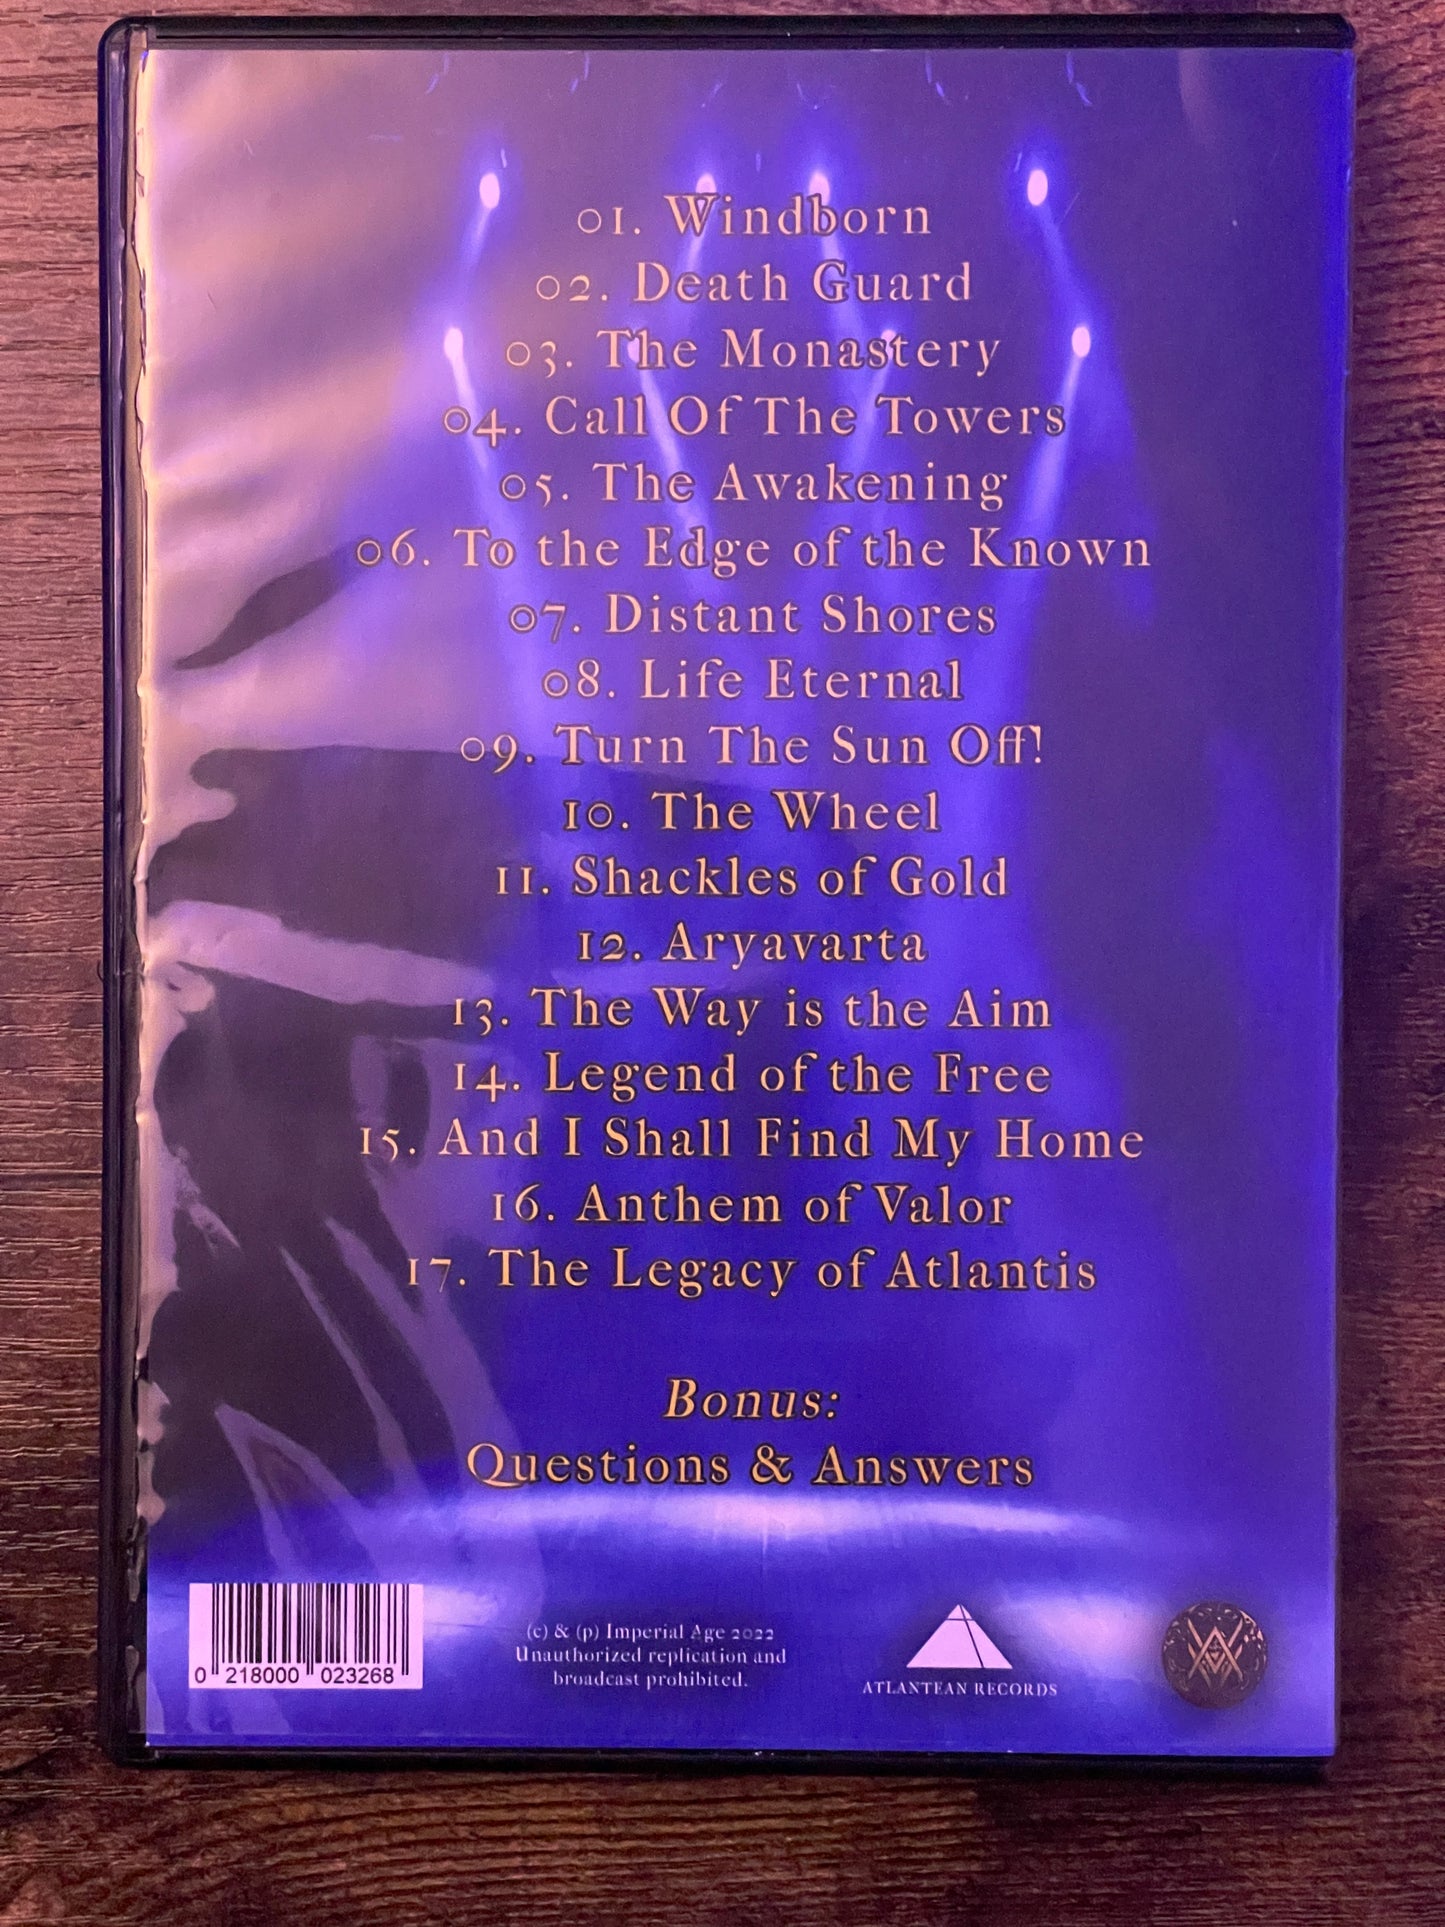 01. Windborn
02. Death Guard
03. The Monastery
04. Call Of The Towers
05. The Awakening
06. To the Edge of the Known
07. Distant Shores
08. Life Eternal
09. Turn The Sun Off!
10. The Wheel
11. Shackles of Gold
12. Aryavarta
13. The Way is the Aim
14. Legend of the Free
15. And I Shall Find My Home
16. Anthem of Valor
17. The Legacy of Atlantis
Bonus:
Questions & Answers
0 218000 023268
(c) & (p) Imperial Age 2022
Unauthorized replication and
broadcast prohibited.
ATLANTEAN RECORDS